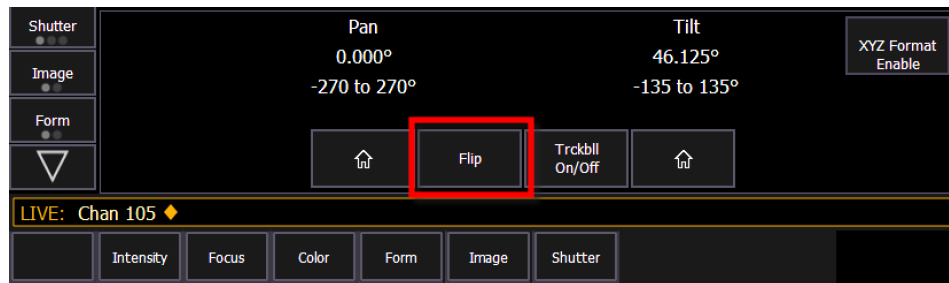 Shutter
Image
Form
Pan
0.000°
-270 to 270°
Tilt
46.125°
-135 to 135°
XYZ Format
Enable
Flip
Trckbll
On/Off
LIVE: Chan 105
Intensity
Focus
Color
Form
Image
Shutter